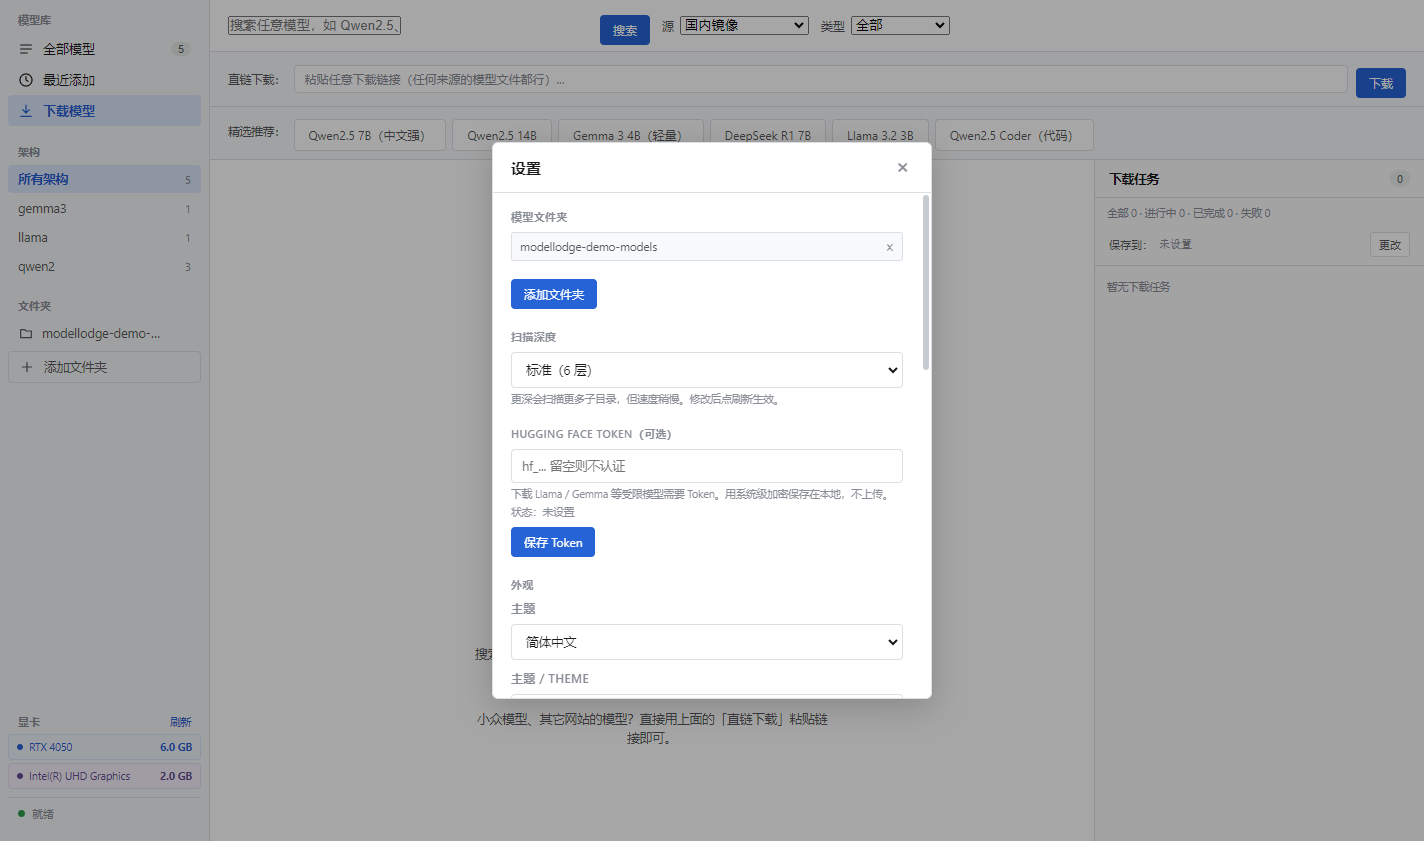 模型库
全部模型 5
最近添加
下载模型
架构
所有架构 5
gemma3 1
llama 1
qwen2 3
文件夹
modellodge-demo-...
添加文件夹
显卡 刷新
RTX 4050 6.0 GB
Intel(R) UHD Graphics 2.0 GB
就绪
搜索任意模型，如 Qwen2.5、
搜索
源 国内镜像
类型 全部
直链下载： 粘贴任意下载链接（任何来源的模型文件都行）...
下载
精选推荐： Qwen2.5 7B（中文强） Qwen2.5 14B Gemma 3 4B（轻量） DeepSeek R1 7B Llama 3.2 3B Qwen2.5 Coder（代码）
设置
模型文件夹
modellodge-demo-models
添加文件夹
扫描深度
标准（6 层）
更深会扫描更多子目录，但速度稍慢。修改后点刷新生效。
HUGGING FACE TOKEN（可选）
hf_... 留空则不认证
下载 Llama / Gemma 等受限模型需要 Token。用系统级加密保存在本地，不上传。
状态：未设置
保存 Token
外观
主题
简体中文
主题 / THEME
搜
小众模型、其它网站的模型？直接用上面的「直链下载」粘贴链
接即可。
下载任务 0
全部 0 · 进行中 0 · 已完成 0 · 失败 0
保存到： 未设置 更改
暂无下载任务